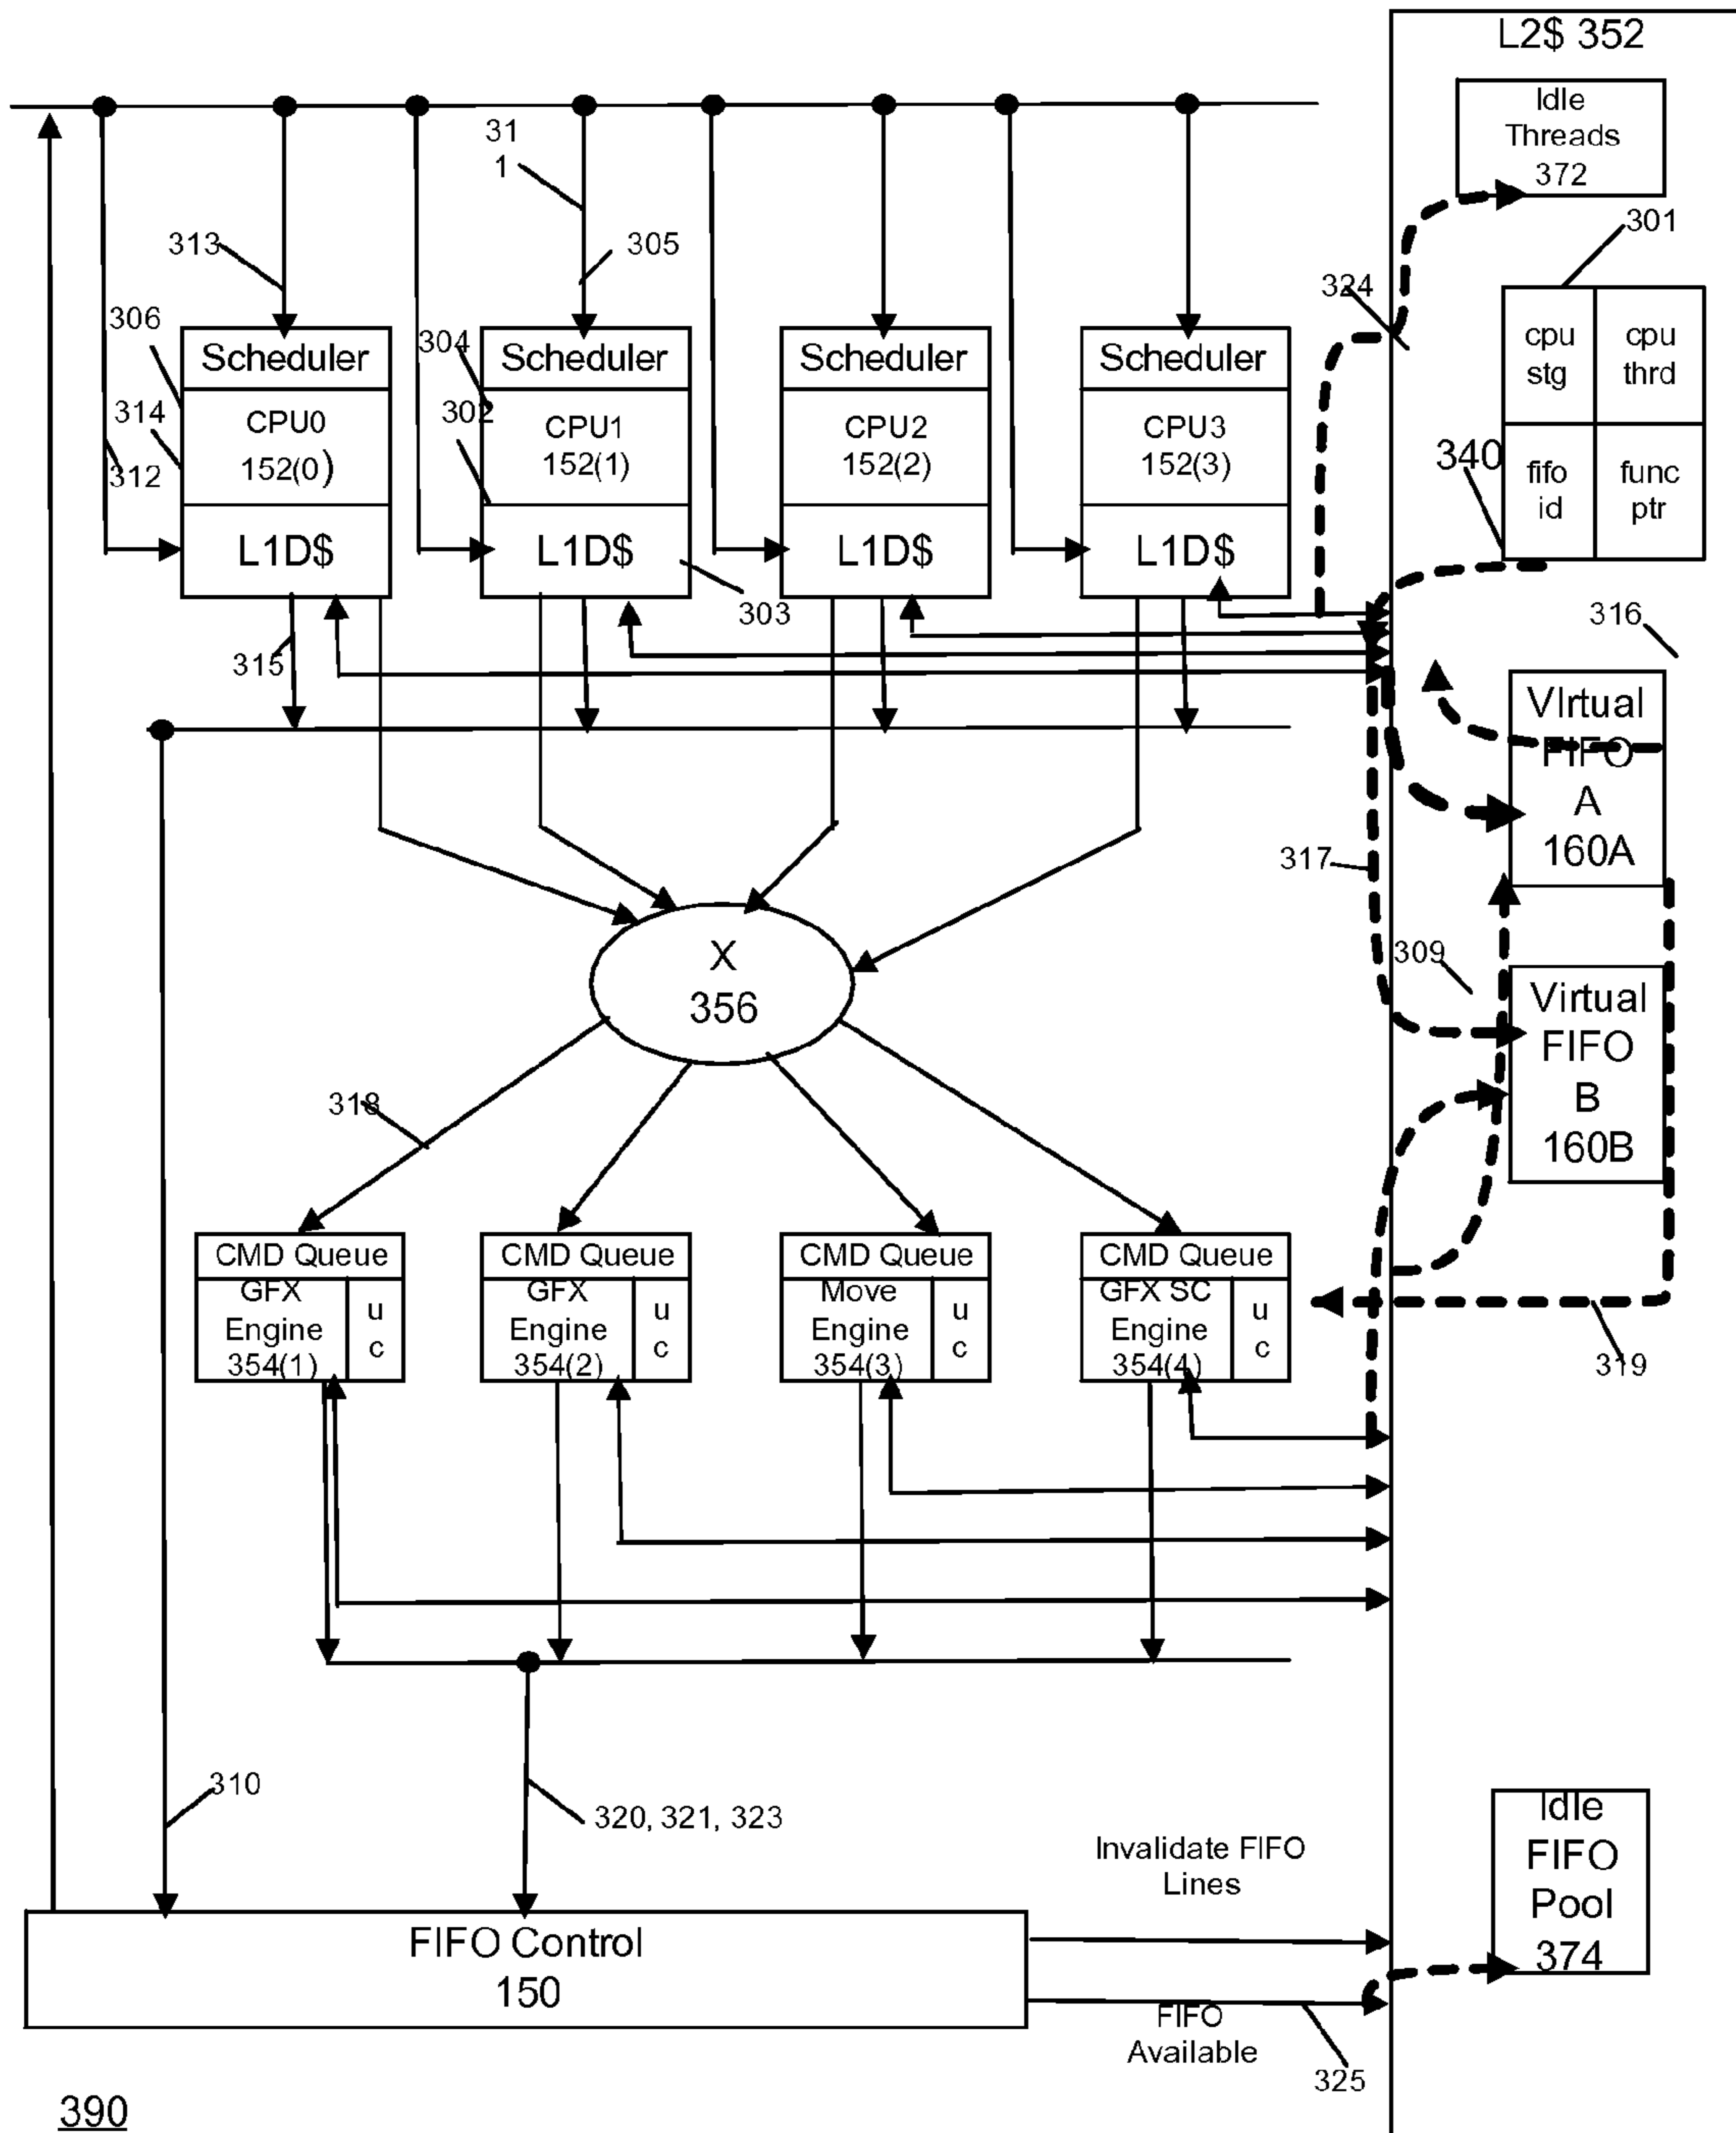 L2$ 352
Idle
Threads
372
31
1
313
305
301
324
306
304
Scheduler
Scheduler
Scheduler
Scheduler
cpu
stg
cpu
thrd
314
302
312
CPU0
152(0)
CPU1
152(1)
CPU2
152(2)
CPU3
152(3)
340
fifo
id
func
ptr
L1D$
L1D$
L1D$
L1D$
303
316
315
VIrtual
FIFO
A
160A
317
309
X
356
Virtual
FIFO
B
160B
318
CMD Queue
CMD Queue
CMD Queue
CMD Queue
GFX
Engine
354(1)
u
c
GFX
Engine
354(2)
u
c
Move
Engine
354(3)
u
c
GFX SC
Engine
354(4)
u
c
319
310
320, 321, 323
Invalidate FIFO
Lines
Idle
FIFO
Pool
374
FIFO Control
150
FIFO
Available
325
390